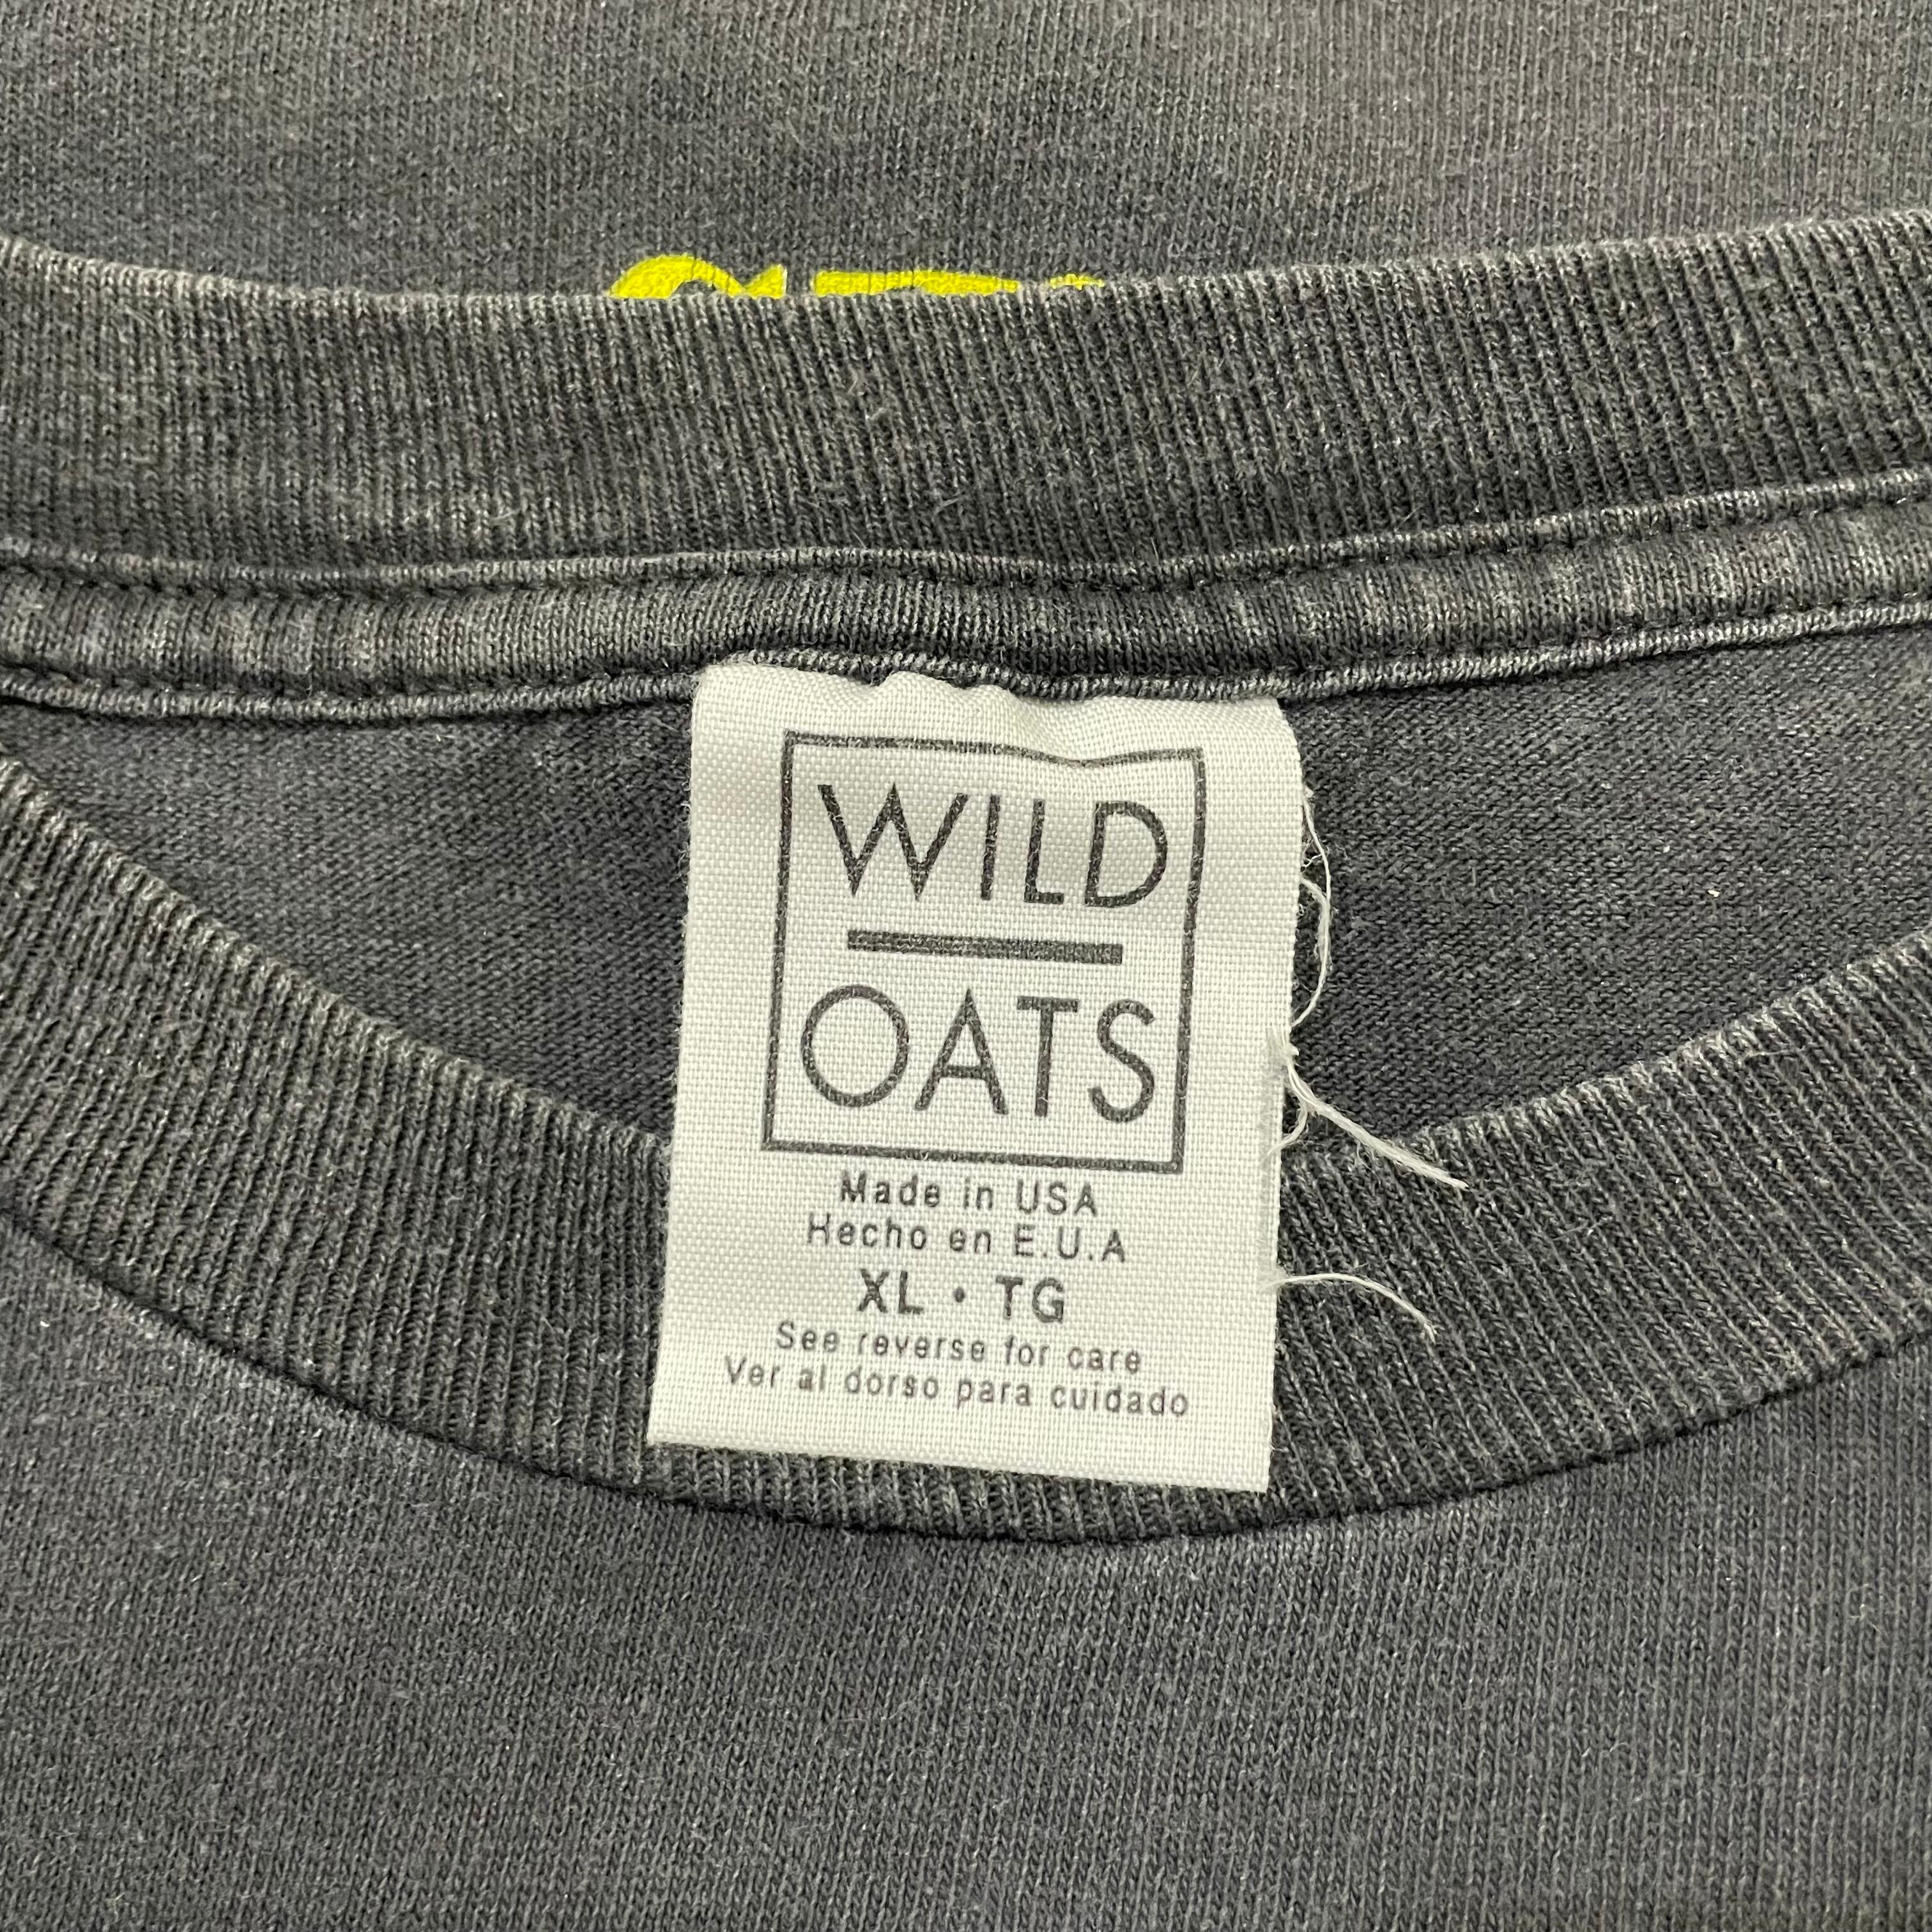 WILD
OATS
Made in USA
Hecho en E.U.A
XL · TG
See reverse for care
Ver al dorso para cuidado